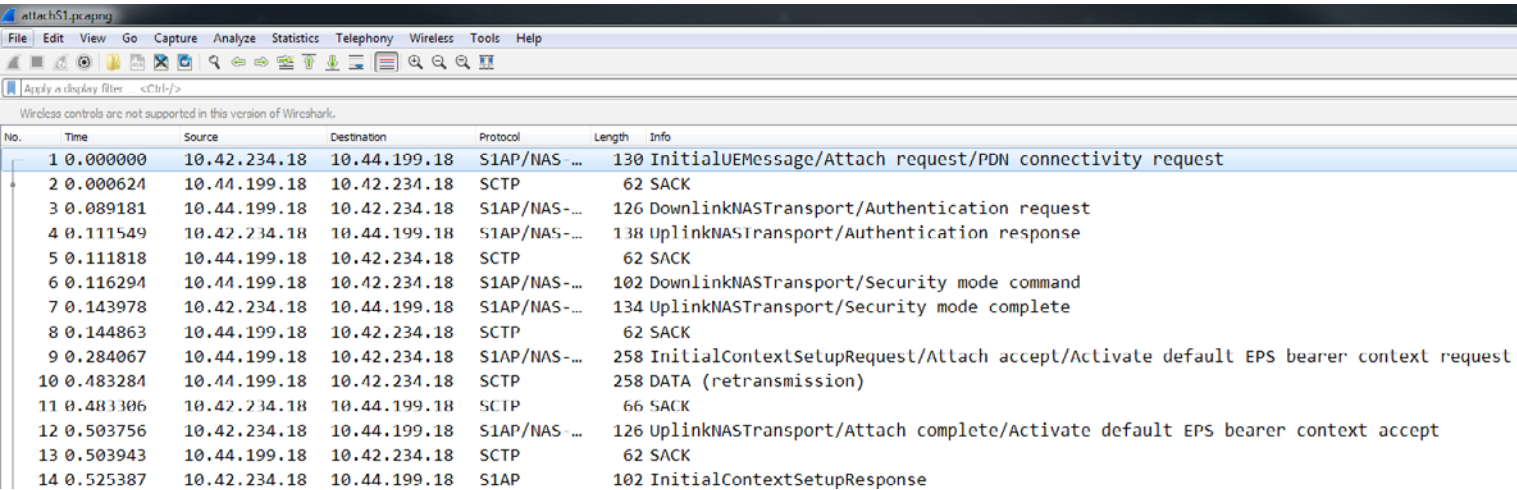 attachS1.pcapng
File Edit View Go Capture Analyze Statistics Telephony Wireless Tools Help
Apply a display filter ... <Ctrl-/>
Wireless controls are not supported in this version of Wireshark.
No. Time Source Destination Protocol Length Info
1 0.000000 10.42.234.18 10.44.199.18 S1AP/NAS-… 130 InitialUEMessage/Attach request/PDN connectivity request
2 0.000624 10.44.199.18 10.42.234.18 SCTP 62 SACK
3 0.089181 10.44.199.18 10.42.234.18 S1AP/NAS-… 126 DownlinkNASTransport/Authentication request
4 0.111549 10.42.234.18 10.44.199.18 S1AP/NAS-… 138 UplinkNASTransport/Authentication response
5 0.111818 10.44.199.18 10.42.234.18 SCTP 62 SACK
6 0.116294 10.44.199.18 10.42.234.18 S1AP/NAS-… 102 DownlinkNASTransport/Security mode command
7 0.143978 10.42.234.18 10.44.199.18 S1AP/NAS-… 134 UplinkNASTransport/Security mode complete
8 0.144863 10.44.199.18 10.42.234.18 SCTP 62 SACK
9 0.284067 10.44.199.18 10.42.234.18 S1AP/NAS-… 258 InitialContextSetupRequest/Attach accept/Activate default EPS bearer context request
10 0.483284 10.44.199.18 10.42.234.18 SCTP 258 DATA (retransmission)
11 0.483306 10.42.234.18 10.44.199.18 SCTP 66 SACK
12 0.503756 10.42.234.18 10.44.199.18 S1AP/NAS-… 126 UplinkNASTransport/Attach complete/Activate default EPS bearer context accept
13 0.503943 10.44.199.18 10.42.234.18 SCTP 62 SACK
14 0.525387 10.42.234.18 10.44.199.18 S1AP 102 InitialContextSetupResponse